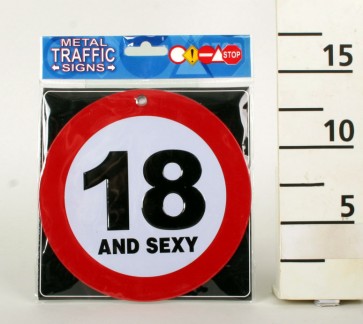 METAL
TRAFFIC
SIGNS
STOP
18
AND SEXY
15
10
5